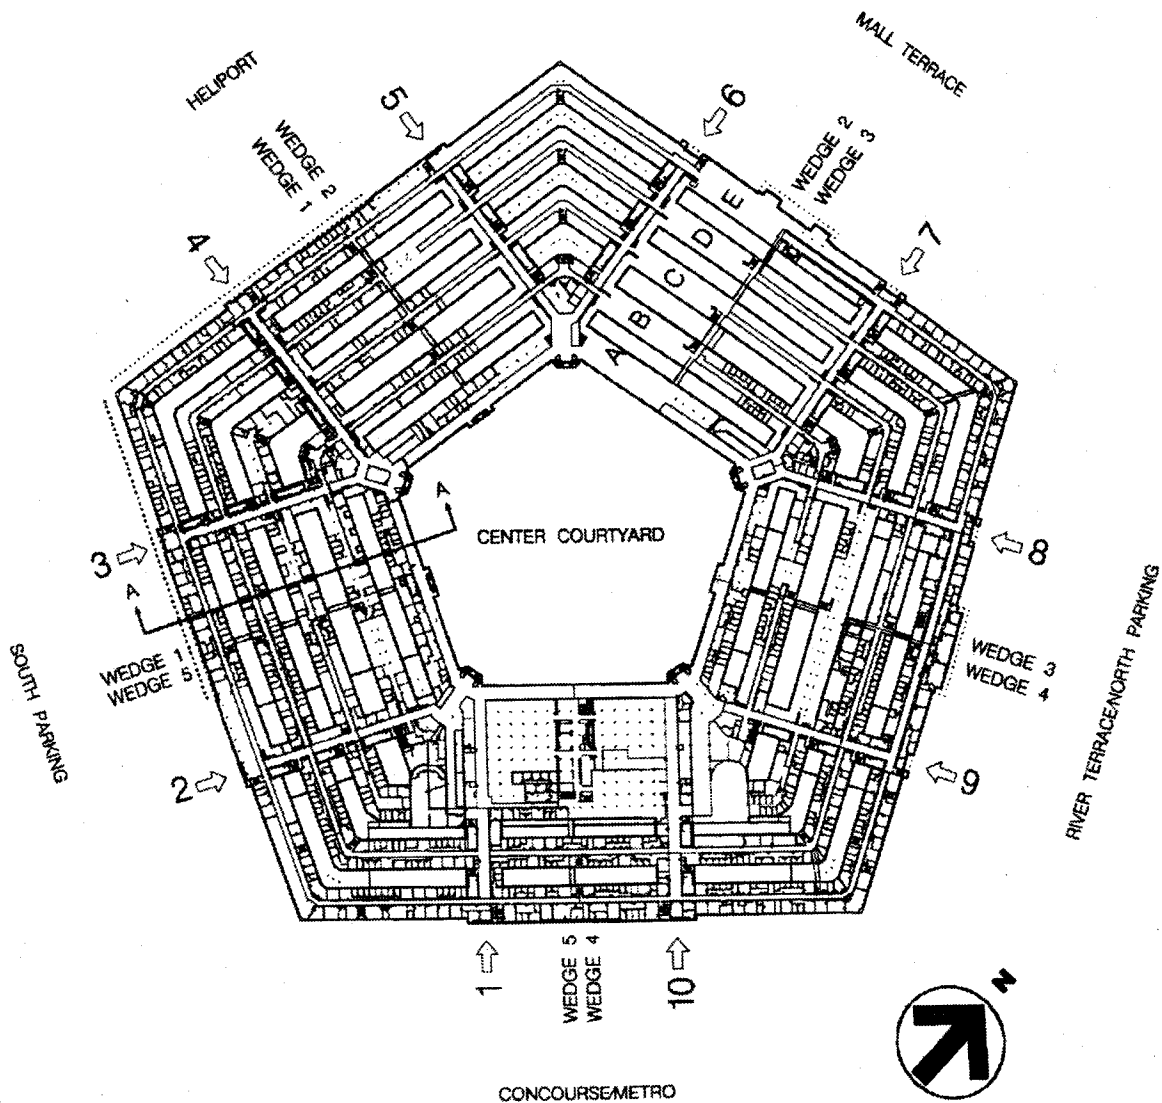 MALL TERRACE
HELIPORT
5
6
WEDGE 2
WEDGE 1
WEDGE 2
WEDGE 3
4
7
E
D
C
B
A
A
CENTER COURTYARD
3
8
A
WEDGE 1
WEDGE 5
WEDGE 3
WEDGE 4
SOUTH PARKING
RIVER TERRACE/NORTH PARKING
2
9
1
WEDGE 5
WEDGE 4
10
N
CONCOURSE/METRO